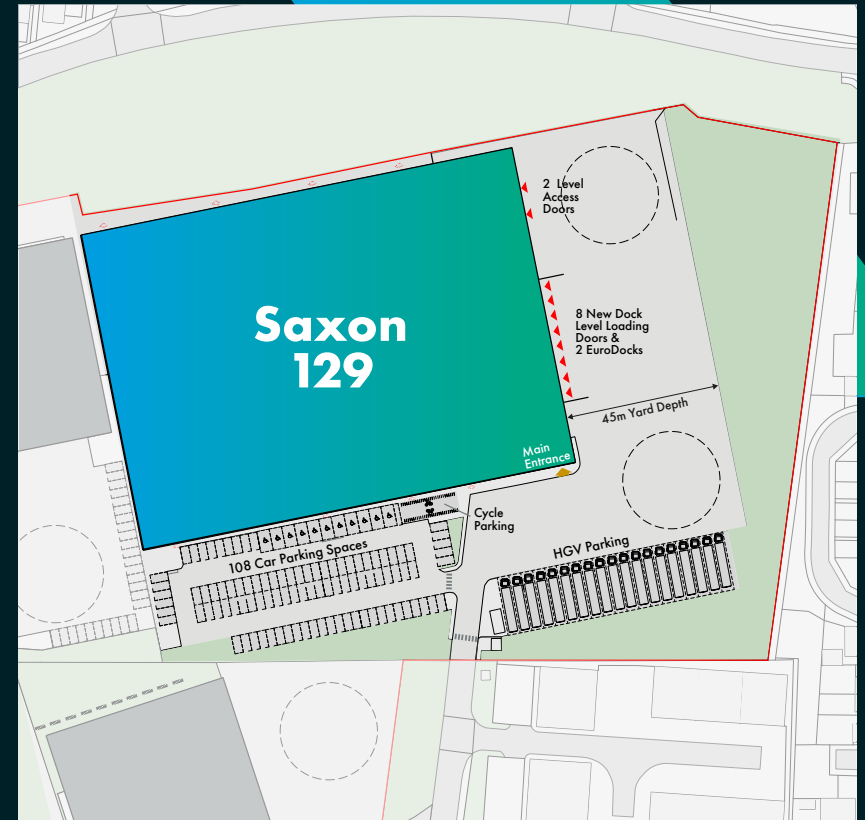 2 Level
Access
Doors
Saxon
129
8 New Dock
Level Loading
Doors &
2 EuroDocks
45m Yard Depth
Main
Entrance
Cycle
Parking
108 Car Parking Spaces
HGV Parking